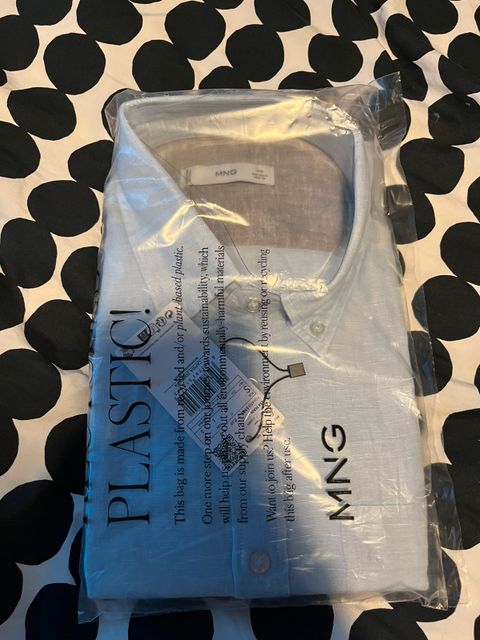 MNG
PLASTIC!
This bag is made from recycled and/or plant-based plastic.
One more step on our journey towards sustainability, which
will help us phase out all environmentally-harmful materials
from our supply chain.
Want to join us? Help the environment by reusing or recycling
this bag after use.
MNG